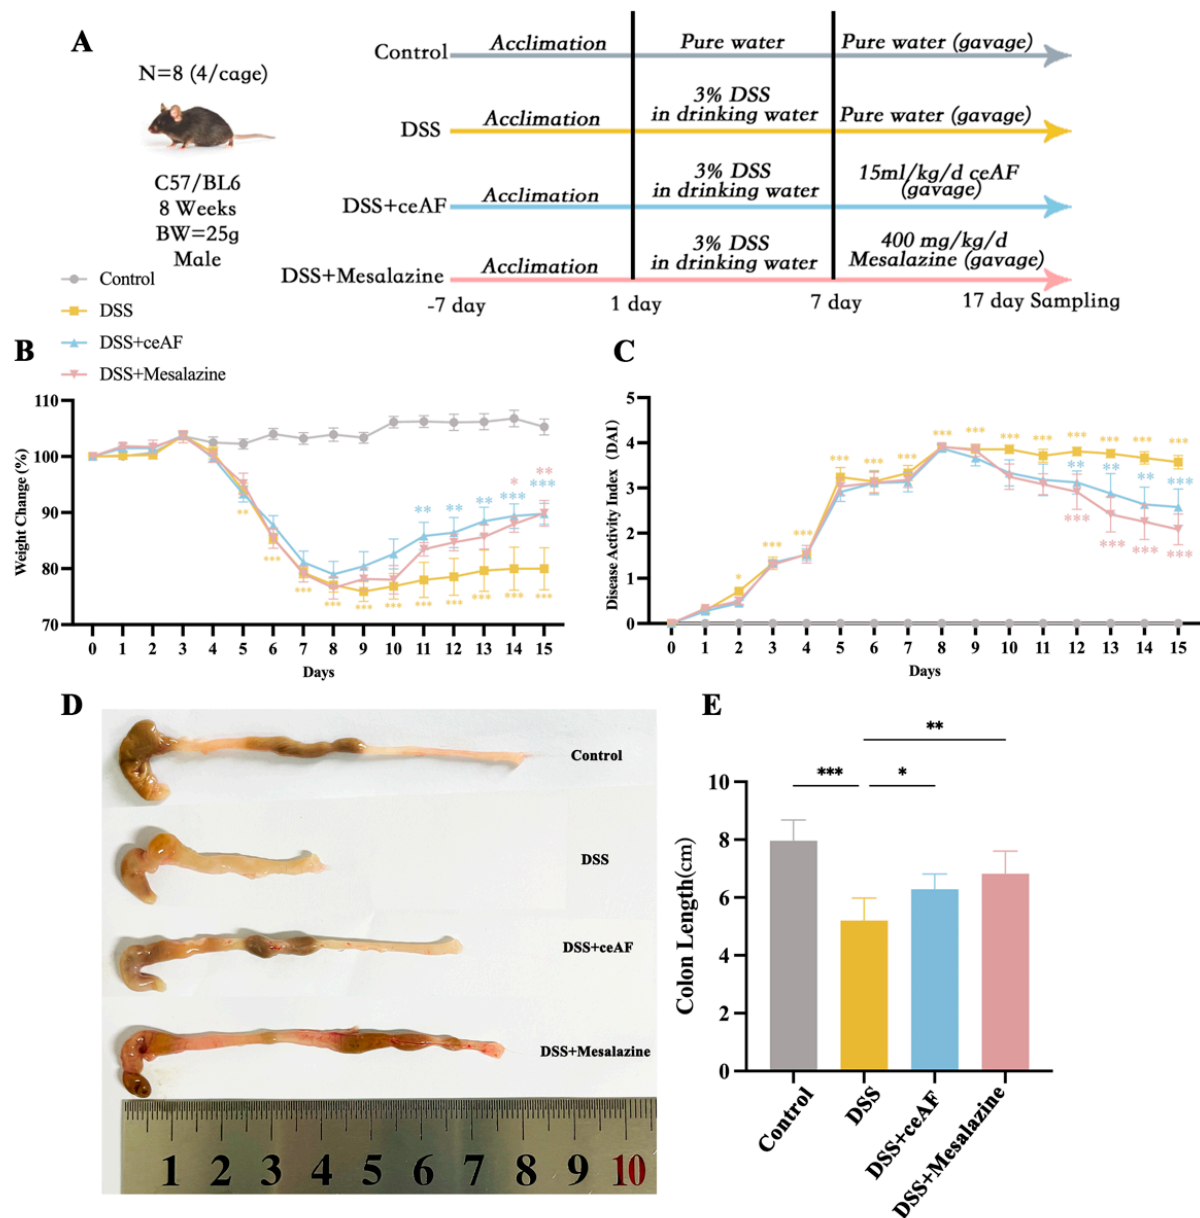 A
N=8 (4/cage)
C57/BL6
8 Weeks
BW=25g
Male
Control
Acclimation
Pure water
Pure water (gavage)
DSS
Acclimation
3% DSS
in drinking water
Pure water (gavage)
DSS+ceAF
Acclimation
3% DSS
in drinking water
15ml/kg/d ceAF
(gavage)
DSS+Mesalazine
Acclimation
3% DSS
in drinking water
400 mg/kg/d
Mesalazine (gavage)
-7 day
1 day
7 day
17 day Sampling
Control
DSS
DSS+ceAF
DSS+Mesalazine
B
Weight Change (%)
110
100
90
80
70
** *** *** *** *** *** *** *** *** *** ***
** ** ** *** ***
* **
0 1 2 3 4 5 6 7 8 9 10 11 12 13 14 15
Days
C
Disease Activity Index (DAI)
5
4
3
2
1
0
* *** *** *** *** *** *** *** *** *** *** *** *** ***
** ** ** ***
*** *** *** ***
0 1 2 3 4 5 6 7 8 9 10 11 12 13 14 15
Days
D
Control
DSS
DSS+ceAF
DSS+Mesalazine
1 2 3 4 5 6 7 8 9 10
E
**
*** *
Colon Length(cm)
10
8
6
4
2
0
Control
DSS
DSS+ceAF
DSS+Mesalazine